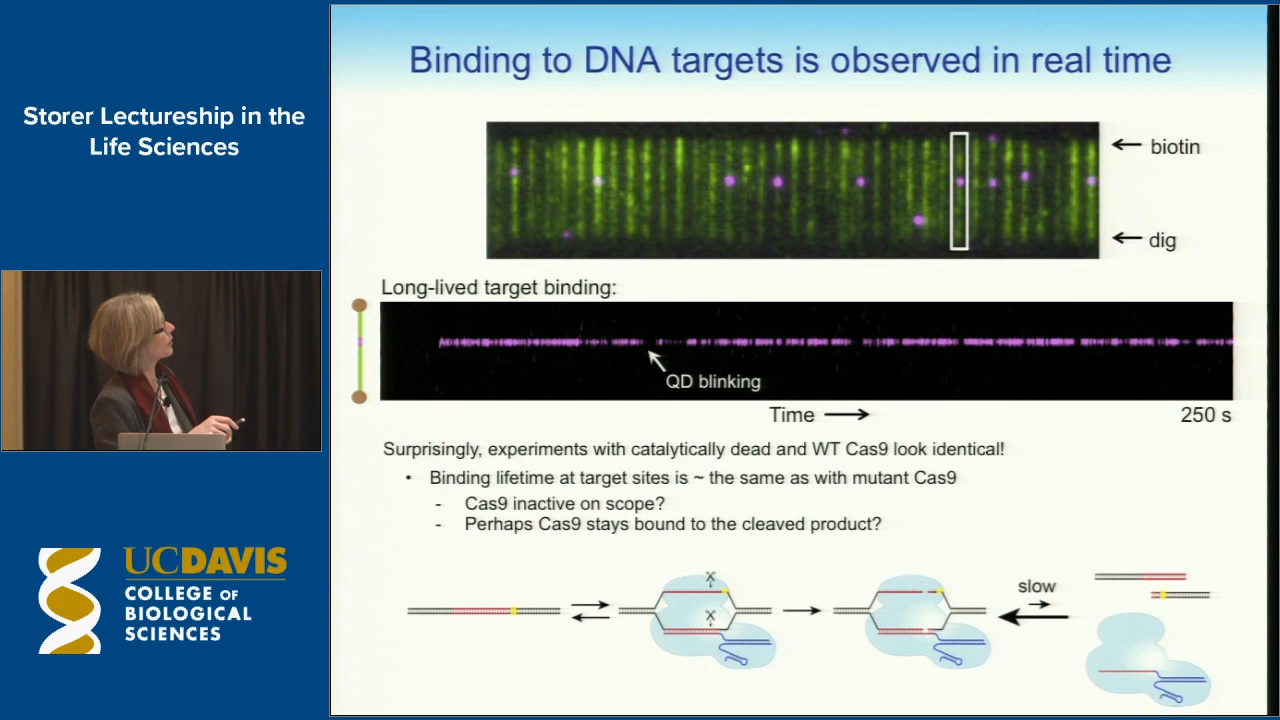 Storer Lectureship in the
Life Sciences
UCDAVIS
COLLEGE OF
BIOLOGICAL
SCIENCES
Binding to DNA targets is observed in real time
biotin
dig
Long-lived target binding:
QD blinking
Time
250 s
Surprisingly, experiments with catalytically dead and WT Cas9 look identical!
• Binding lifetime at target sites is ~ the same as with mutant Cas9
- Cas9 inactive on scope?
- Perhaps Cas9 stays bound to the cleaved product?
slow